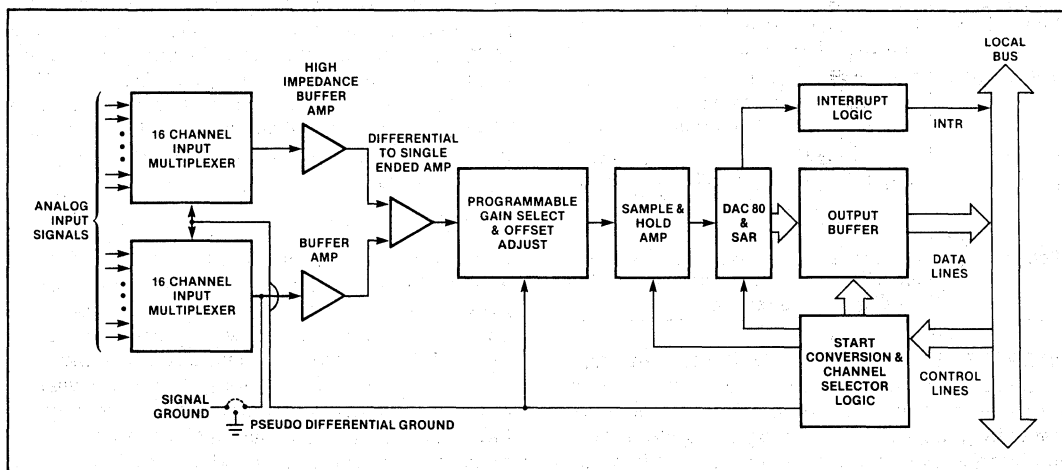 LOCAL
BUS
HIGH
IMPEDANCE
BUFFER
AMP
INTERRUPT
LOGIC
INTR
16 CHANNEL
INPUT
MULTIPLEXER
DIFFERENTIAL
TO SINGLE
ENDED AMP
ANALOG
INPUT
SIGNALS
PROGRAMMABLE
GAIN SELECT
& OFFSET
ADJUST
SAMPLE &
HOLD
AMP
DAC 80
&
SAR
OUTPUT
BUFFER
DATA
LINES
BUFFER
AMP
16 CHANNEL
INPUT
MULTIPLEXER
START
CONVERSION &
CHANNEL
SELECTOR
LOGIC
CONTROL
LINES
SIGNAL
GROUND
PSEUDO DIFFERENTIAL GROUND